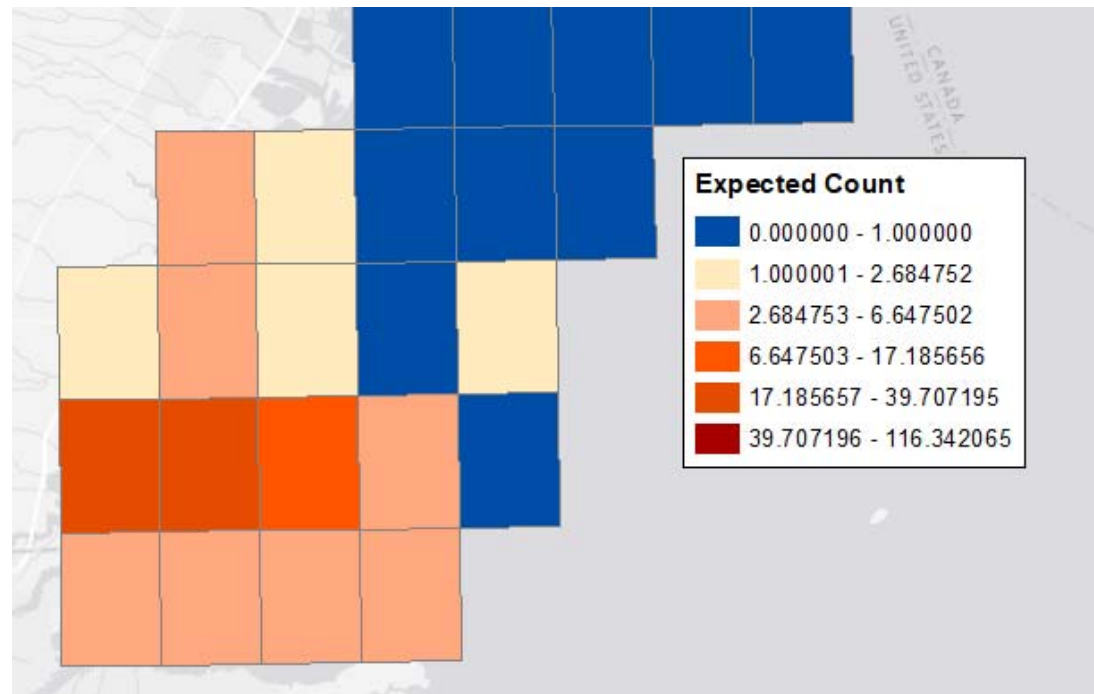 CANADA
UNITED STATES
Expected Count
0.000000 - 1.000000
1.000001 - 2.684752
2.684753 - 6.647502
6.647503 - 17.185656
17.185657 - 39.707195
39.707196 - 116.342065